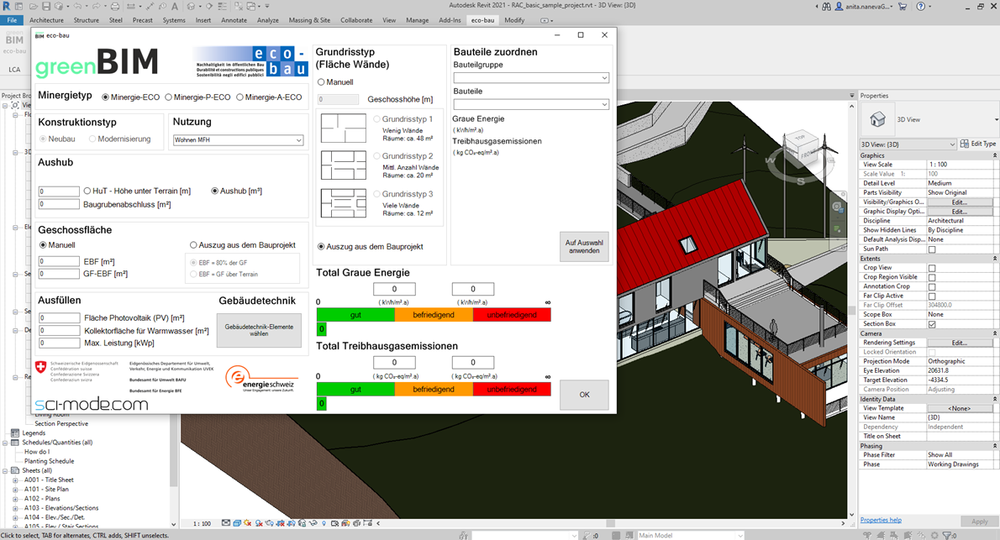 Autodesk Revit 2021 - RAC_basic_sample_project.rvt - 3D View: {3D}
anita.nanevaG...
File Architecture Structure Steel Precast Systems Insert Annotate Analyze Massing & Site Collaborate View Manage Add-Ins eco-bau Modify
BIM
eco-bau
LCA
BIM eco-bau
greenBIM
eco-bau
Nachhaltigkeit im öffentlichen Bau
Durabilité et constructions publiques
Sostenibilità negli edifici pubblici
Minergietyp Minergie-ECO Minergie-P-ECO Minergie-A-ECO
Konstruktionstyp
Neubau Modernisierung
Nutzung
Wohnen MFH
Aushub
0 HuT - Höhe unter Terrain [m] Aushub [m³]
0 Baugrubenabschluss [m²]
Geschossfläche
Manuell Auszug aus dem Bauprojekt
0 EBF [m²]
0 GF-EBF [m²]
EBF = 80% der GF
EBF = GF über Terrain
Ausfüllen
0 Fläche Photovoltaik (PV) [m²]
0 Kollektorfläche für Warmwasser [m²]
0 Max. Leistung [kWp]
Gebäudetechnik
Gebäudetechnik-Elemente
wählen
Schweizerische Eidgenossenschaft
Confédération suisse
Confederazione Svizzera
Confederaziun svizra
Eidgenössisches Departement für Umwelt,
Verkehr, Energie und Kommunikation UVEK
Bundesamt für Umwelt BAFU
Bundesamt für Energie BFE
energieschweiz
Unser Engagement: unsere Zukunft.
sci-mode.com
Grundrisstyp
(Fläche Wände)
Manuell
0 Geschosshöhe [m]
Grundrisstyp 1
Wenig Wände
Räume: ca. 48 m²
Grundrisstyp 2
Mittl. Anzahl Wände
Räume: ca. 20 m²
Grundrisstyp 3
Viele Wände
Räume: ca. 12 m²
Auszug aus dem Bauprojekt
Bauteile zuordnen
Bauteilgruppe
Bauteile
Graue Energie
( kWh/m².a)
Treibhausgasemissionen
( kg CO₂-eq/m².a)
Auf Auswahl
anwenden
Total Graue Energie
0 0
0 ( kWh/m².a) ( kWh/m².a) ∞
gut befriedigend unbefriedigend
0
Total Treibhausgasemissionen
0 0
0 ( kg CO₂-eq/m².a) ( kg CO₂-eq/m².a) ∞
gut befriedigend unbefriedigend
0
OK
Project Bro
Living Room
Section Perspective
Legends
Schedules/Quantities (all)
How do I
Planting Schedule
Sheets (all)
A001 - Title Sheet
A101 - Site Plan
A102 - Plans
A103 - Elevations/Sections
A104 - Elev./Sec./Det.
A105 - Elev./ Stair Sections
TOP
FRONT
W S
Properties
3D View
3D View: {3D} Edit Type
Graphics
View Scale 1 : 100
Scale Value 1: 100
Detail Level Medium
Parts Visibility Show Original
Visibility/Graphics O... Edit...
Graphic Display Opti... Edit...
Discipline Architectural
Show Hidden Lines By Discipline
Default Analysis Disp... None
Sun Path
Extents
Crop View
Crop Region Visible
Annotation Crop
Far Clip Active
Far Clip Offset 304800.0
Scope Box None
Section Box
Camera
Rendering Settings Edit...
Locked Orientation
Projection Mode Orthographic
Eye Elevation 20631.8
Target Elevation -4334.5
Camera Position Adjusting
Identity Data
View Template <None>
View Name {3D}
Dependency Independent
Title on Sheet
Phasing
Phase Filter Show All
Phase Working Drawings
Properties help Apply
1 : 100
Click to select, TAB for alternates, CTRL adds, SHIFT unselects.
:0 Main Model :0